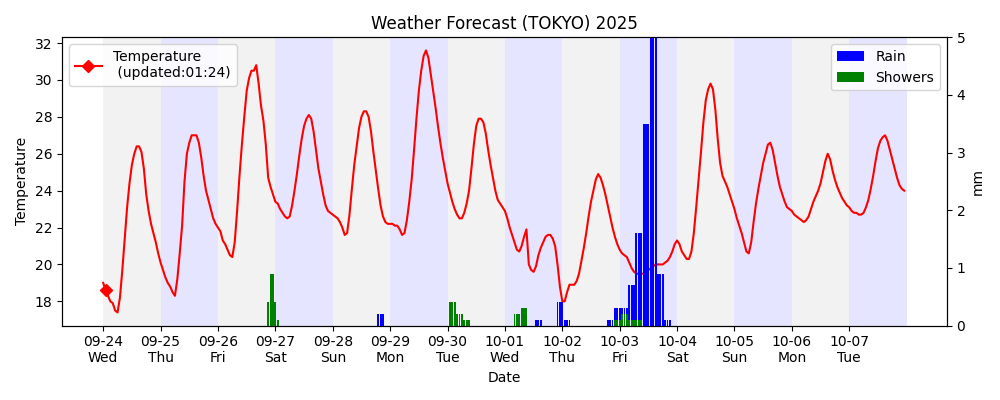 Weather Forecast (TOKYO) 2025
Temperature
(updated:01:24)
Rain
Showers
32
30
28
26
24
22
20
18
Temperature
5
4
3
2
1
0
mm
09-24 09-25 09-26 09-27 09-28 09-29 09-30 10-01 10-02 10-03 10-04 10-05 10-06 10-07
Wed Thu Fri Sat Sun Mon Tue Wed Thu Fri Sat Sun Mon Tue
Date